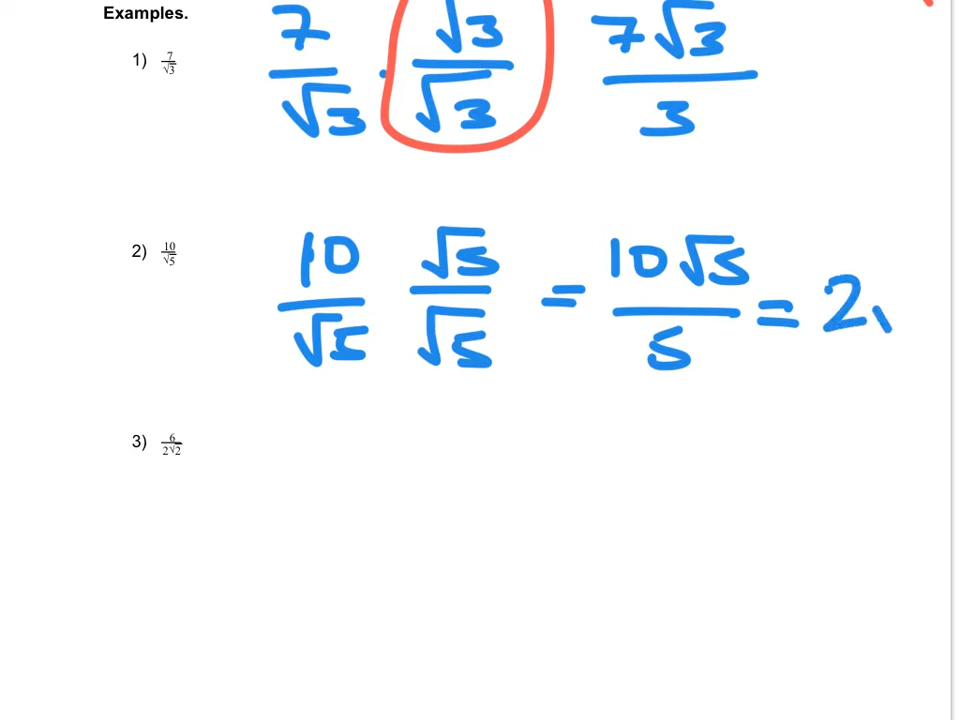 Examples.
1) 7/√3 7/√3 · √3/√3 7√3/3
2) 10/√5 10/√5 √5/√5 = 10√5/5 = 2
3) 6/2√2